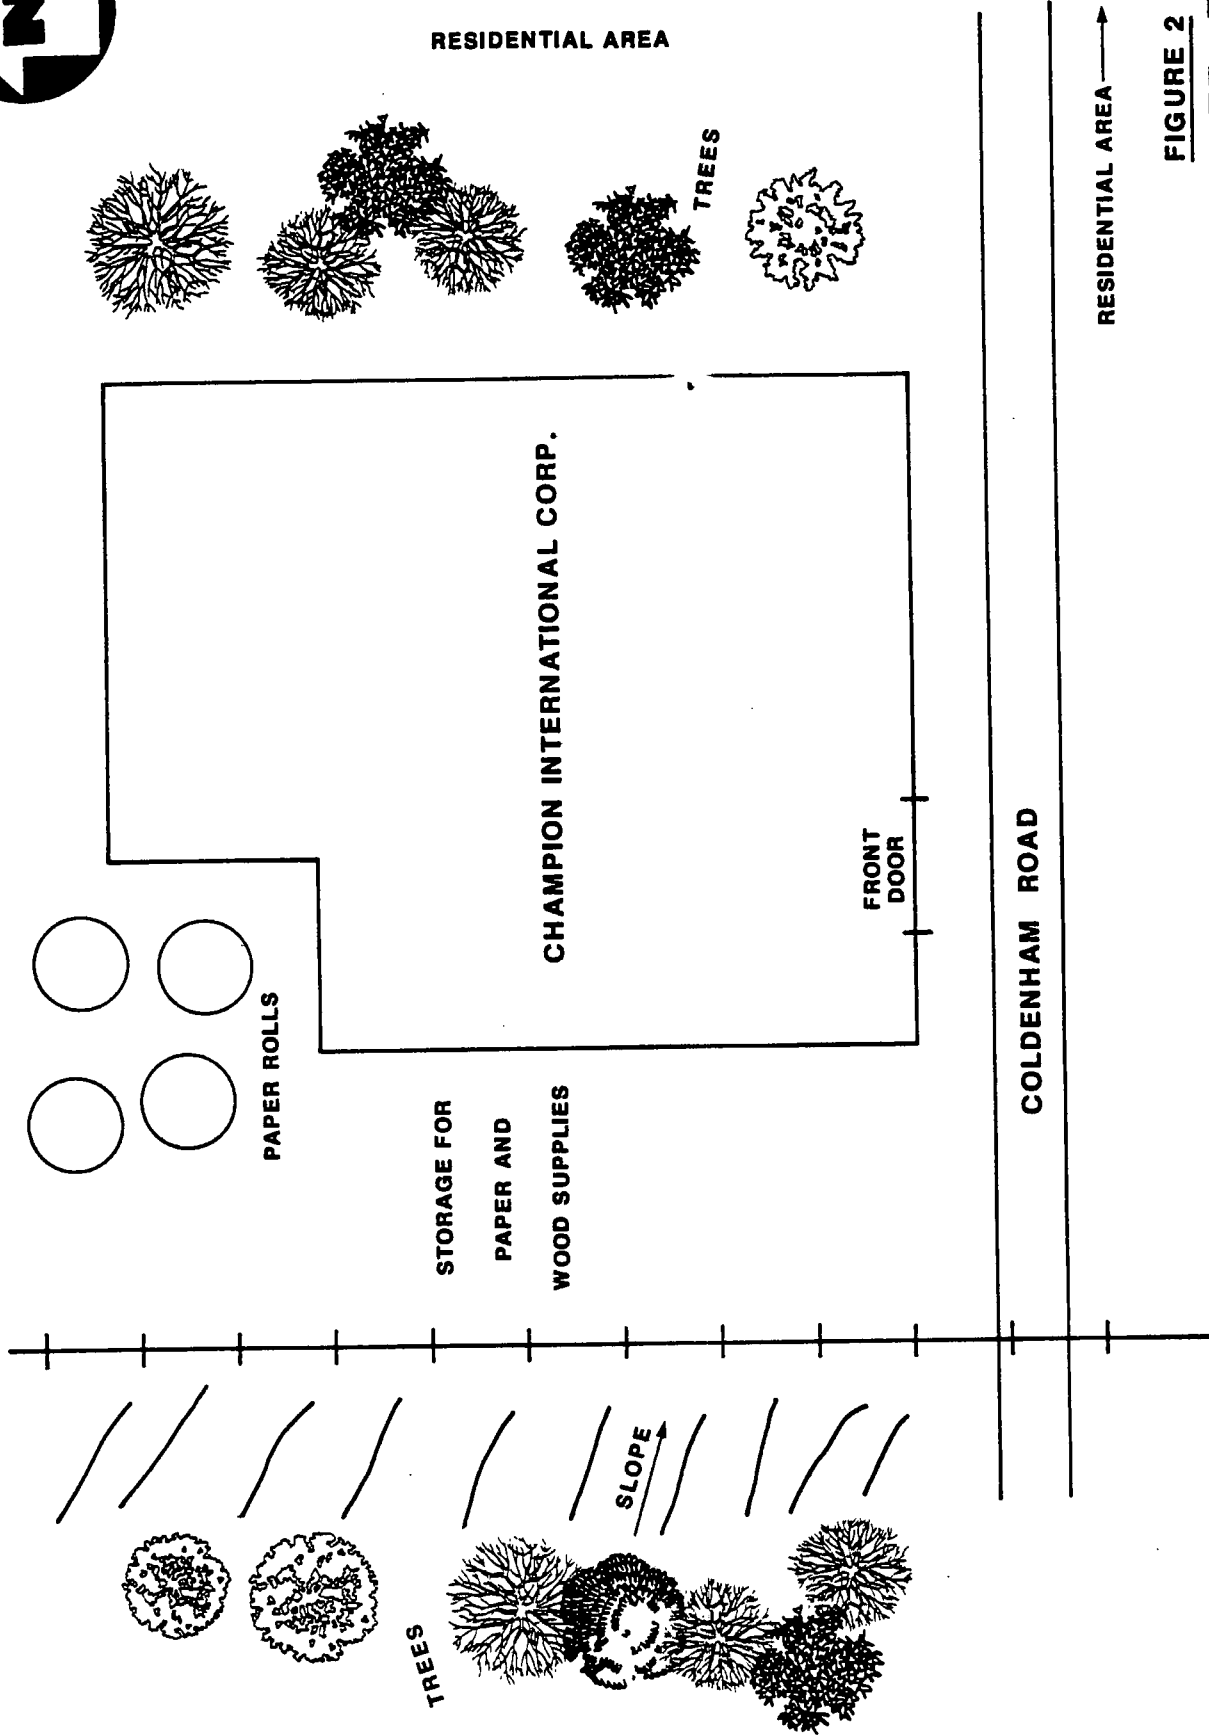 N
RESIDENTIAL AREA
TREES
RESIDENTIAL AREA
FIGURE 2
CHAMPION INTERNATIONAL CORP.
FRONT
DOOR
PAPER ROLLS
STORAGE FOR
PAPER AND
WOOD SUPPLIES
COLDENHAM ROAD
SLOPE
TREES